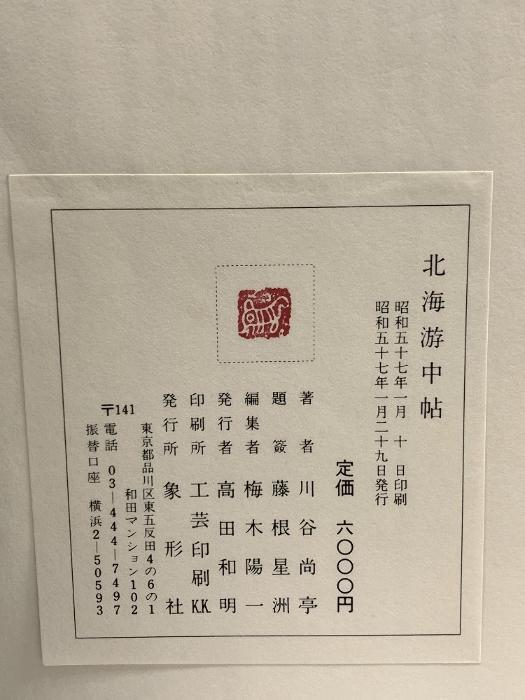 北海游中帖
昭和五十七年一月 十 日印刷
昭和五十七年一月二十九日発行
定価 六〇〇〇円
著者 川谷尚亭
題簽 藤根星洲
編集者 梅木陽一
発行者 高田和明
印刷所 工芸印刷K.K
発行所 象形社
東京都品川区東五反田4の6の1
和田マンション102
〒141 電話 03―444―7497
振替口座 横浜2―50593